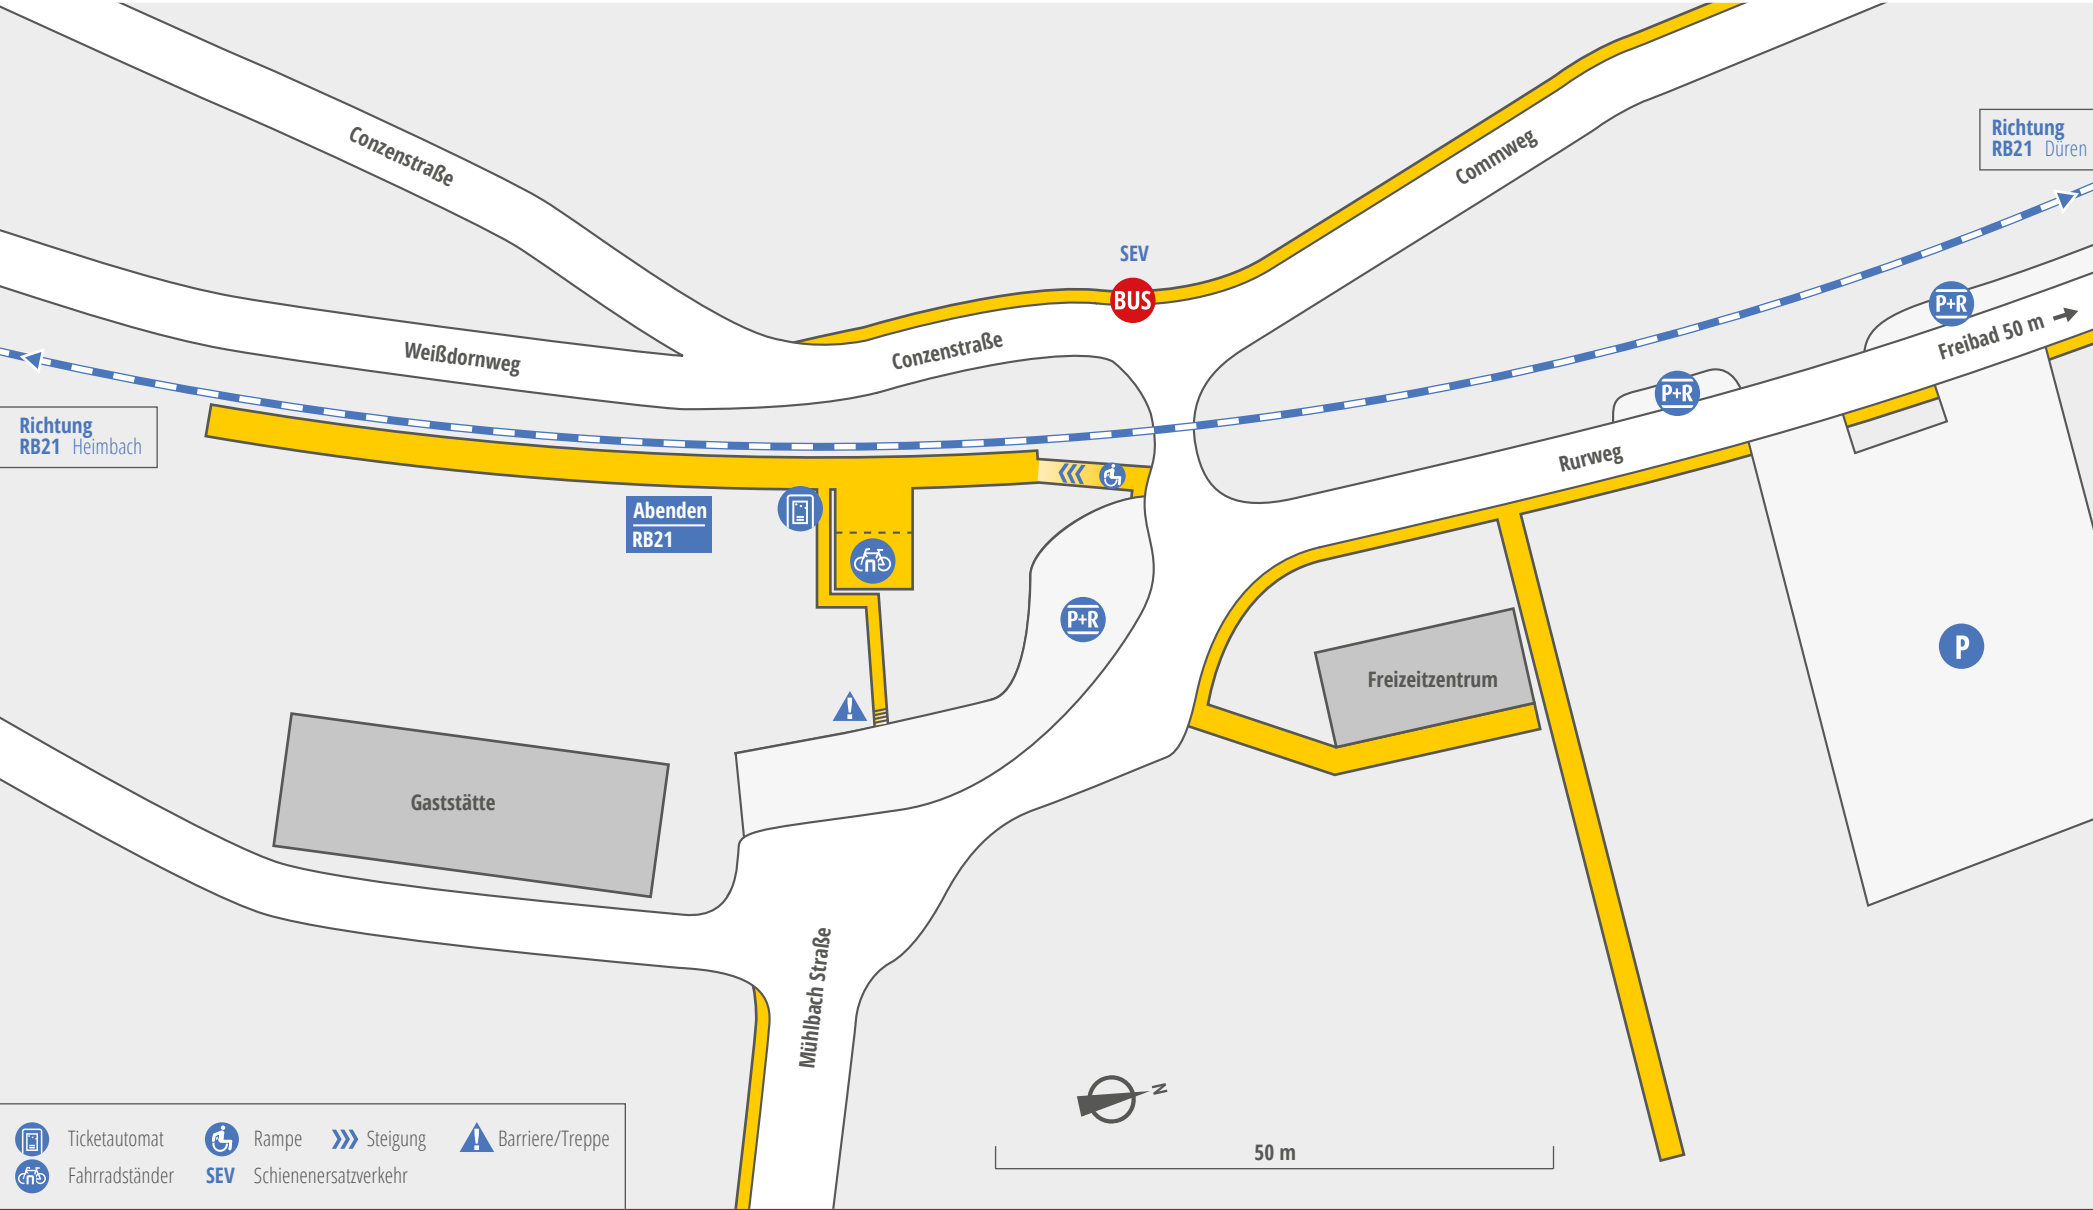 Conzenstraße
Commweg
Richtung
RB21 Düren
SEV
BUS
P+R
Freibad 50 m
Weißdornweg
Conzenstraße
P+R
Richtung
RB21 Heimbach
Rurweg
Abenden
RB21
P+R
P
Freizeitzentrum
!
Gaststätte
Mühlbach Straße
N
50 m
Ticketautomat
Rampe
Steigung
! Barriere/Treppe
Fahrradständer
SEV Schienenersatzverkehr